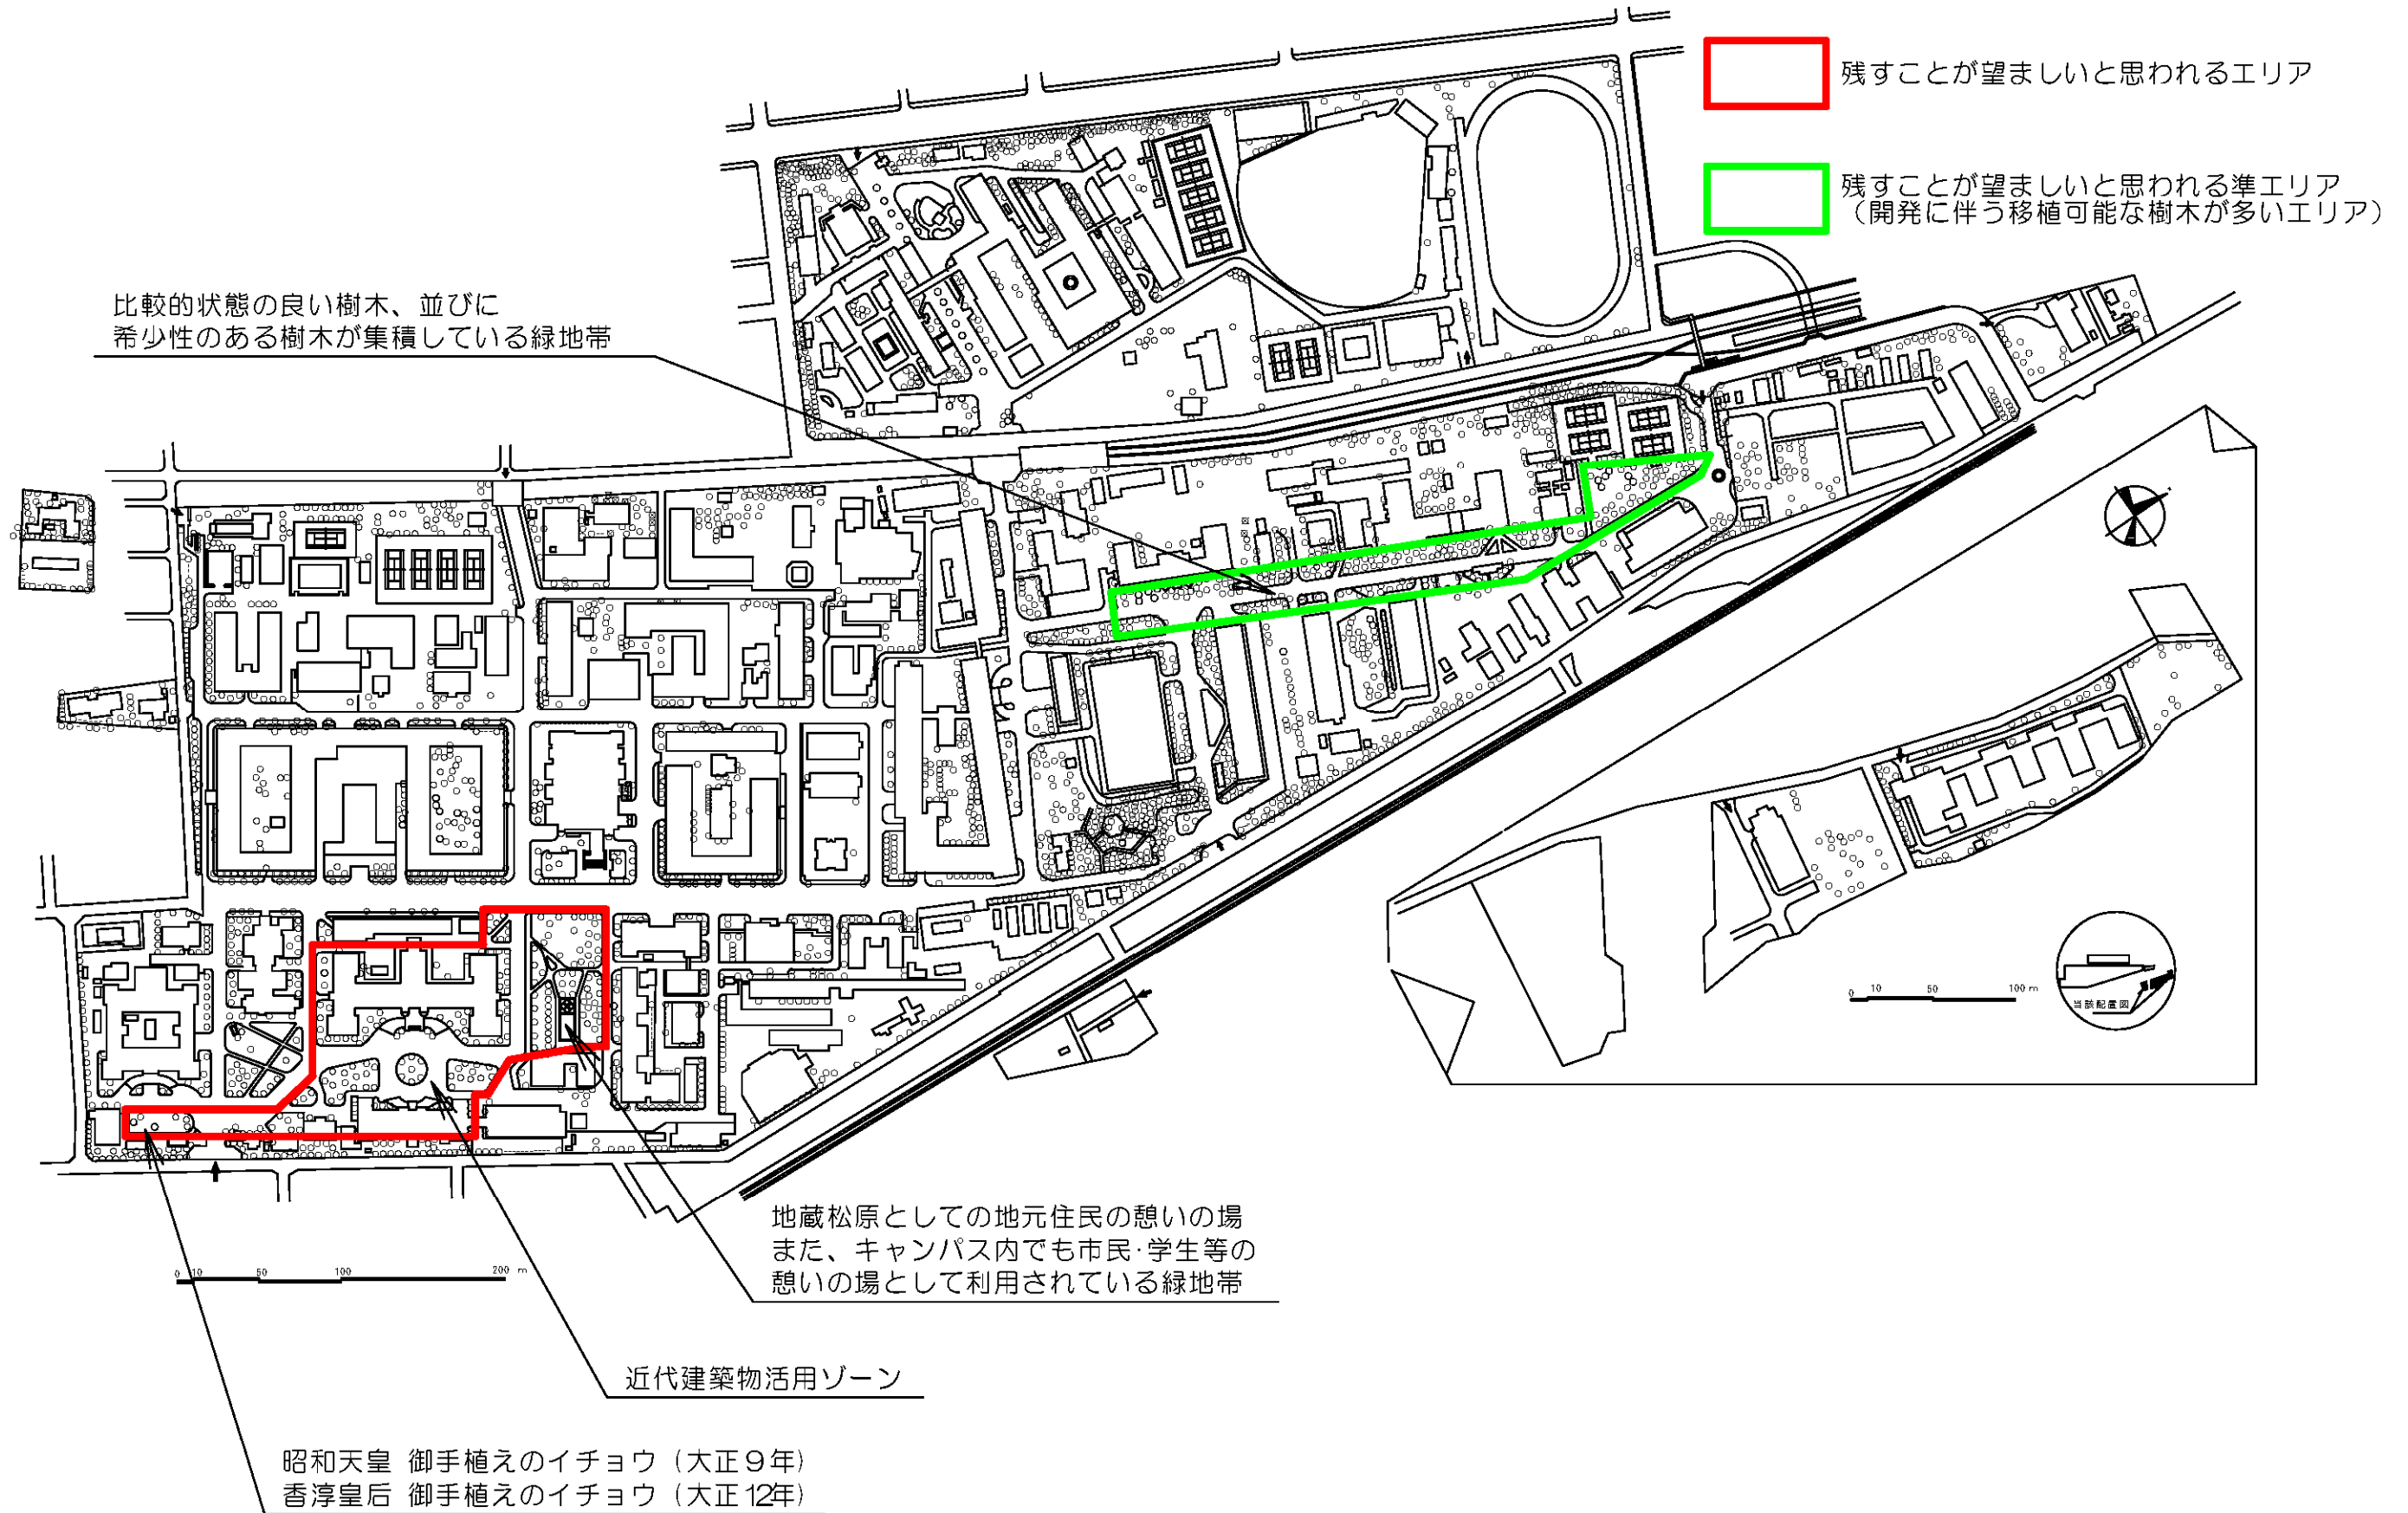 残すことが望ましいと思われるエリア
残すことが望ましいと思われる準エリア
（開発に伴う移植可能な樹木が多いエリア）
比較的状態の良い樹木、並びに
希少性のある樹木が集積している緑地帯
0 10 50 100 m
当該配置図
地蔵松原としての地元住民の憩いの場
また、キャンパス内でも市民・学生等の
憩いの場として利用されている緑地帯
0 10 50 100 200 m
近代建築物活用ゾーン
昭和天皇 御手植えのイチョウ（大正９年）
香淳皇后 御手植えのイチョウ（大正12年）